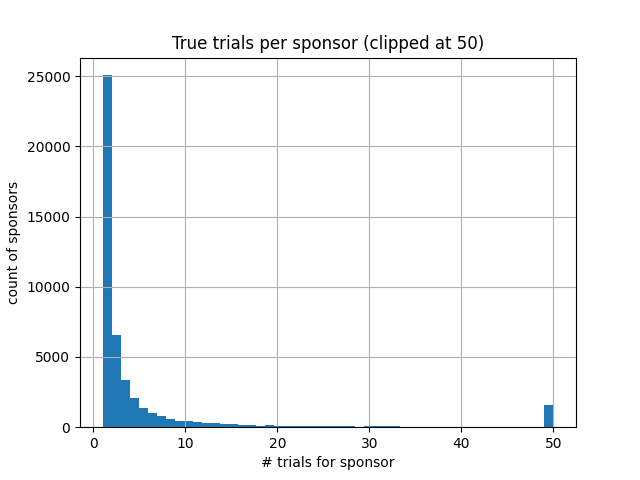 True trials per sponsor (clipped at 50)
25000
20000
15000
10000
5000
0
count of sponsors
0 10 20 30 40 50
# trials for sponsor